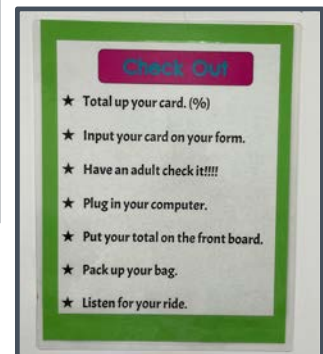 Check Out
★ Total up your card. (%)
★ Input your card on your form.
★ Have an adult check it!!!!
★ Plug in your computer.
★ Put your total on the front board.
★ Pack up your bag.
★ Listen for your ride.